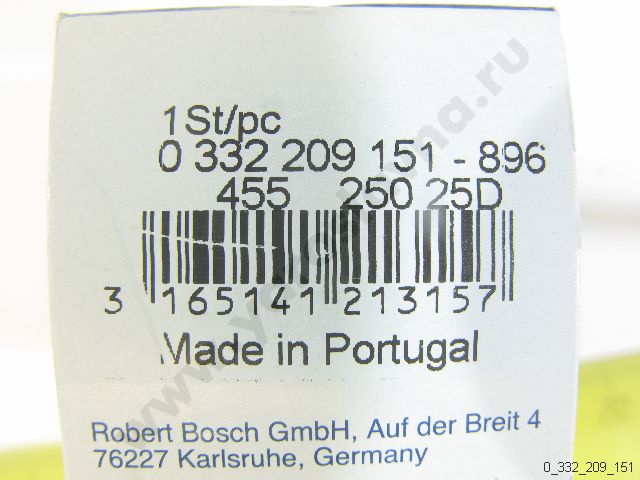 1St/pc
0 332 209 151 - 896
455 250 25D
3 165141 213157
Made in Portugal
Robert Bosch GmbH, Auf der Breit 4
76227 Karlsruhe, Germany
0_332_209_151